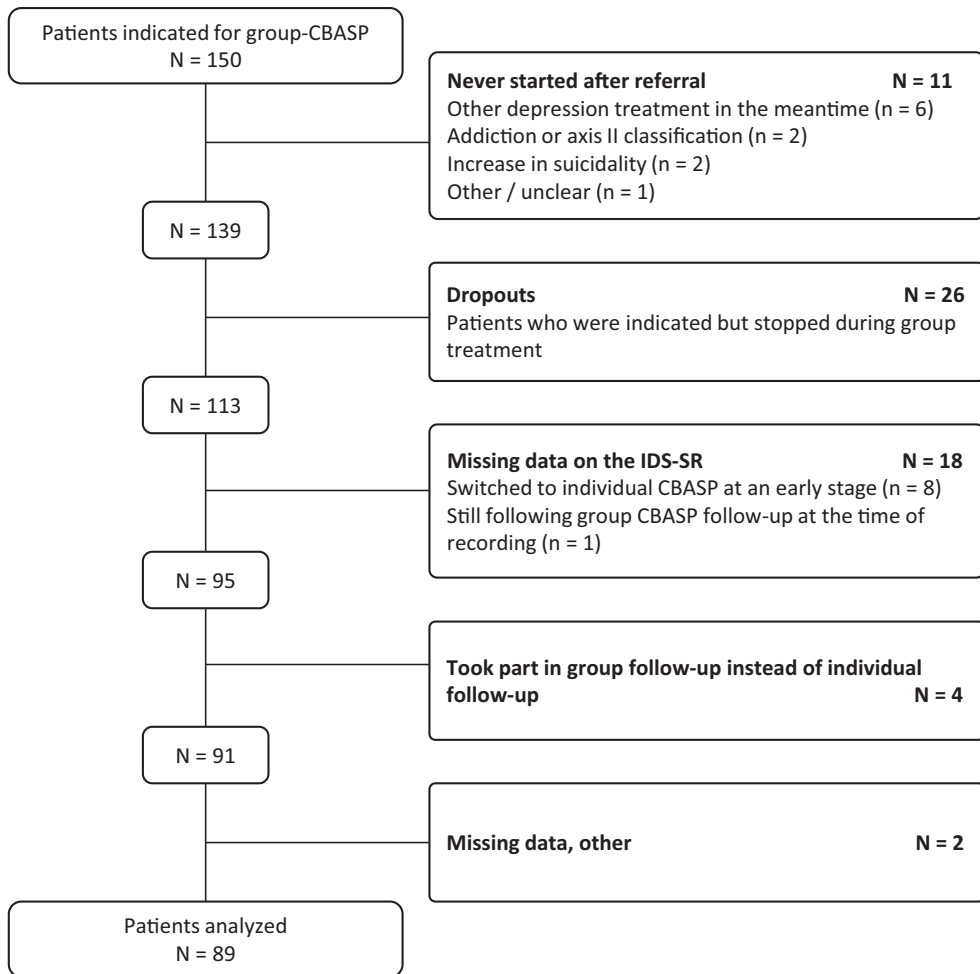 Patients indicated for group-CBASP
N = 150
Never started after referral N = 11
Other depression treatment in the meantime (n = 6)
Addiction or axis II classification (n = 2)
Increase in suicidality (n = 2)
Other / unclear (n = 1)
N = 139
Dropouts N = 26
Patients who were indicated but stopped during group
treatment
N = 113
Missing data on the IDS-SR N = 18
Switched to individual CBASP at an early stage (n = 8)
Still following group CBASP follow-up at the time of
recording (n = 1)
N = 95
Took part in group follow-up instead of individual
follow-up N = 4
N = 91
Missing data, other N = 2
Patients analyzed
N = 89